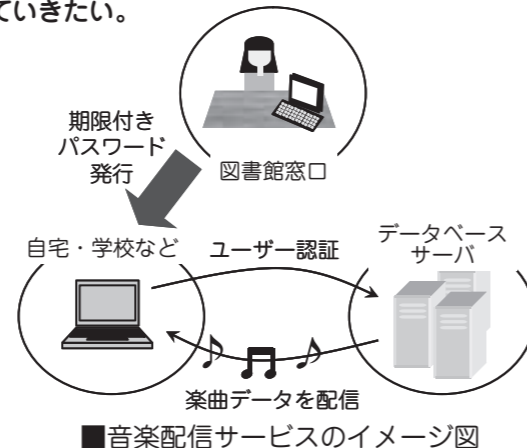 ていきたい。
期限付き
パスワード
発行
図書館窓口
自宅・学校など
ユーザー認証
データベース
サーバ
楽曲データを配信
■音楽配信サービスのイメージ図